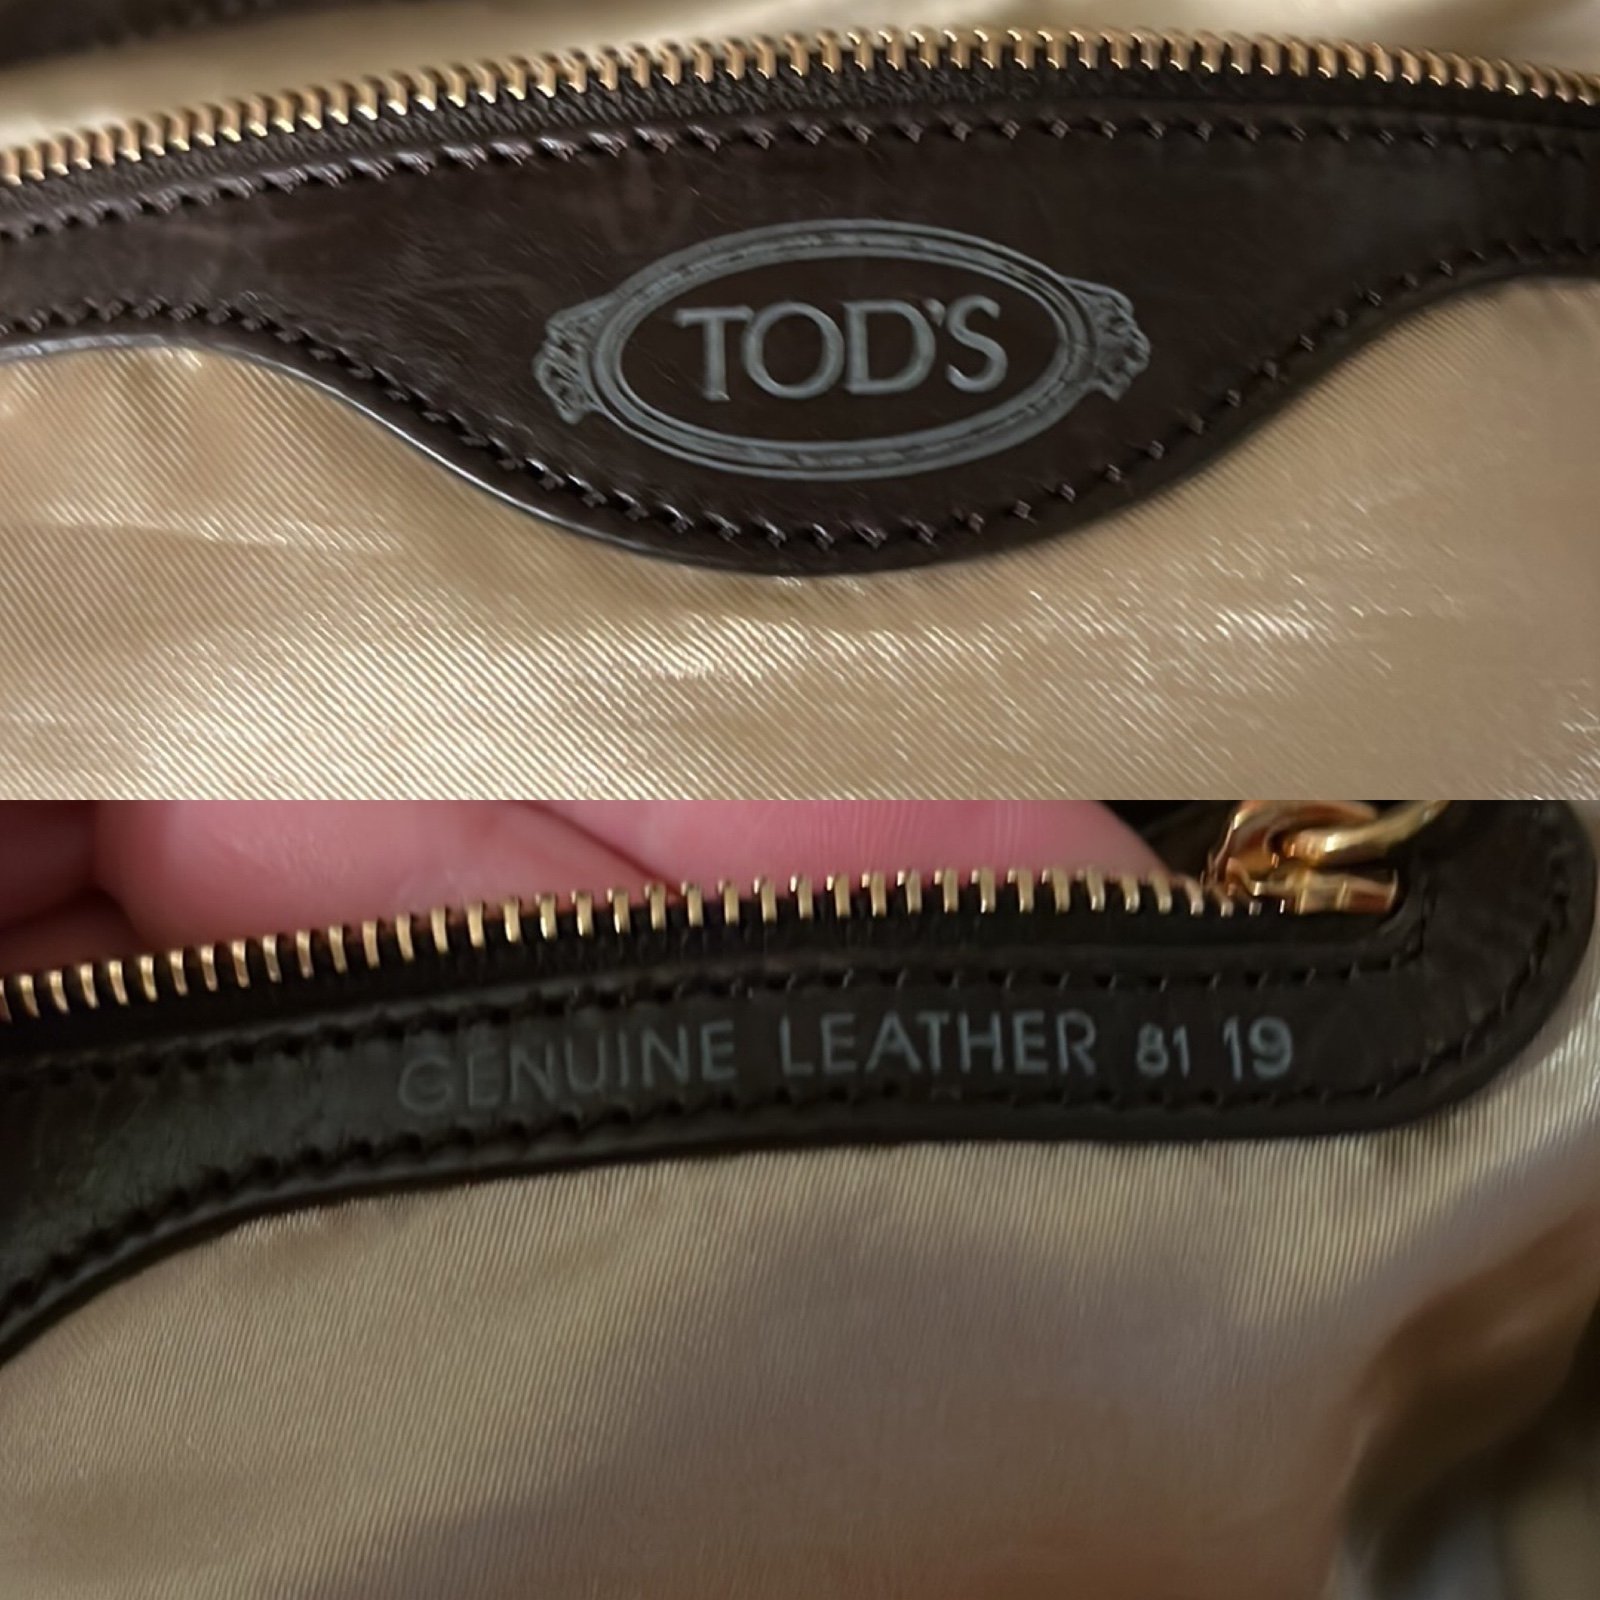 TOD'S
GENUINE LEATHER 81 19